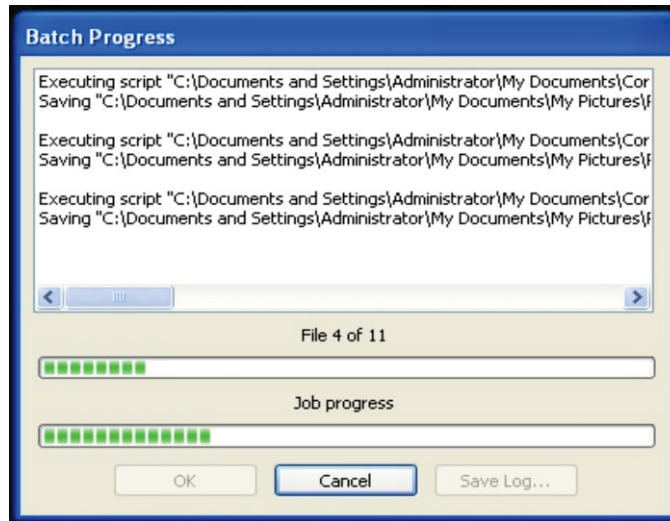 Batch Progress
Executing script "C:\Documents and Settings\Administrator\My Documents\Cor
Saving "C:\Documents and Settings\Administrator\My Documents\My Pictures\
Executing script "C:\Documents and Settings\Administrator\My Documents\Cor
Saving "C:\Documents and Settings\Administrator\My Documents\My Pictures\
Executing script "C:\Documents and Settings\Administrator\My Documents\Cor
Saving "C:\Documents and Settings\Administrator\My Documents\My Pictures\
File 4 of 11
Job progress
OK
Cancel
Save Log...